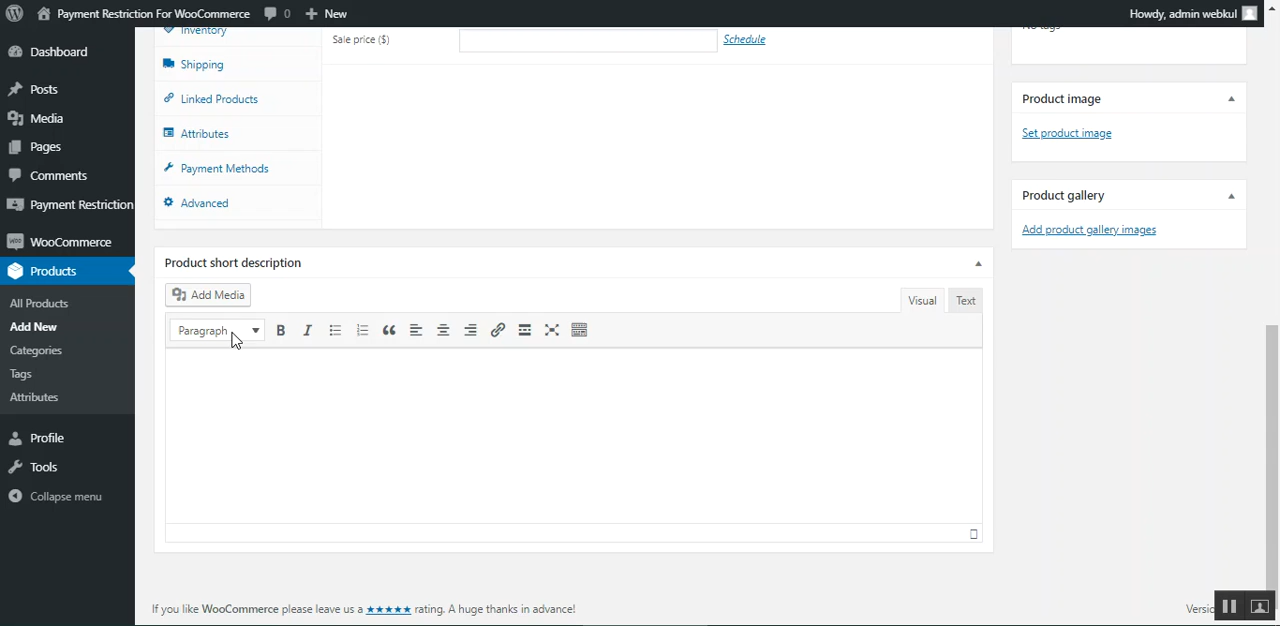 Payment Restriction For WooCommerce
0
New
Howdy, admin webkul
Dashboard
Posts
Media
Pages
Comments
Payment Restriction
WooCommerce
Products
All Products
Add New
Categories
Tags
Attributes
Profile
Tools
Collapse menu
Inventory
Shipping
Linked Products
Attributes
Payment Methods
Advanced
Sale price ($)
Schedule
No tags
Product image
Set product image
Product gallery
Add product gallery images
Product short description
Add Media
Visual
Text
Paragraph
If you like WooCommerce please leave us a ★★★★★ rating. A huge thanks in advance!